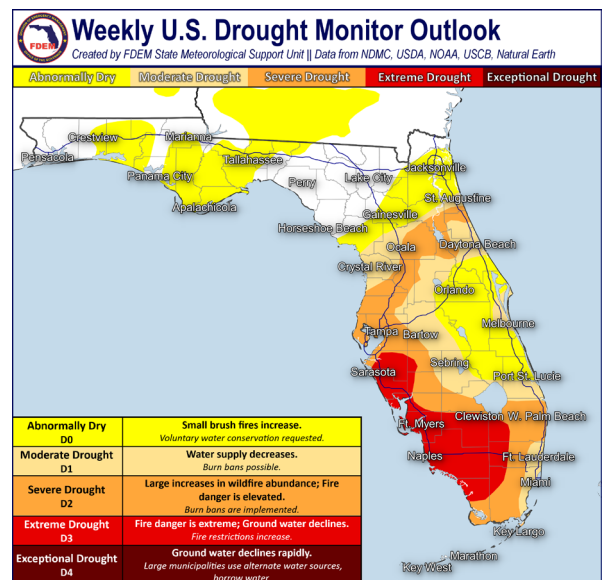 Weekly U.S. Drought Monitor Outlook
Created by FDEM State Meteorological Support Unit || Data from NDMC, USDA, NOAA, USCB, Natural Earth
FDEM
Abnormally Dry Moderate Drought Severe Drought Extreme Drought Exceptional Drought
Crestview
Marianna
Pensacola
Tallahassee
Jacksonville
Panama City
Perry
Lake City
Apalachicola
St. Augustine
Gainesville
Horseshoe Beach
Ocala
Daytona Beach
Crystal River
Orlando
Tampa
Bartow
Melbourne
Sebring
Sarasota
Port St. Lucie
Ft. Myers
Clewiston
W. Palm Beach
Naples
Ft. Lauderdale
Miami
Key Largo
Marathon
Key West
Abnormally Dry
D0
Small brush fires increase.
Voluntary water conservation requested.
Moderate Drought
D1
Water supply decreases.
Burn bans possible.
Severe Drought
D2
Large increases in wildfire abundance; Fire
danger is elevated.
Burn bans are implemented.
Extreme Drought
D3
Fire danger is extreme; Ground water declines.
Fire restrictions increase.
Exceptional Drought
D4
Ground water declines rapidly.
Large municipalities use alternate water sources,
borrow water.